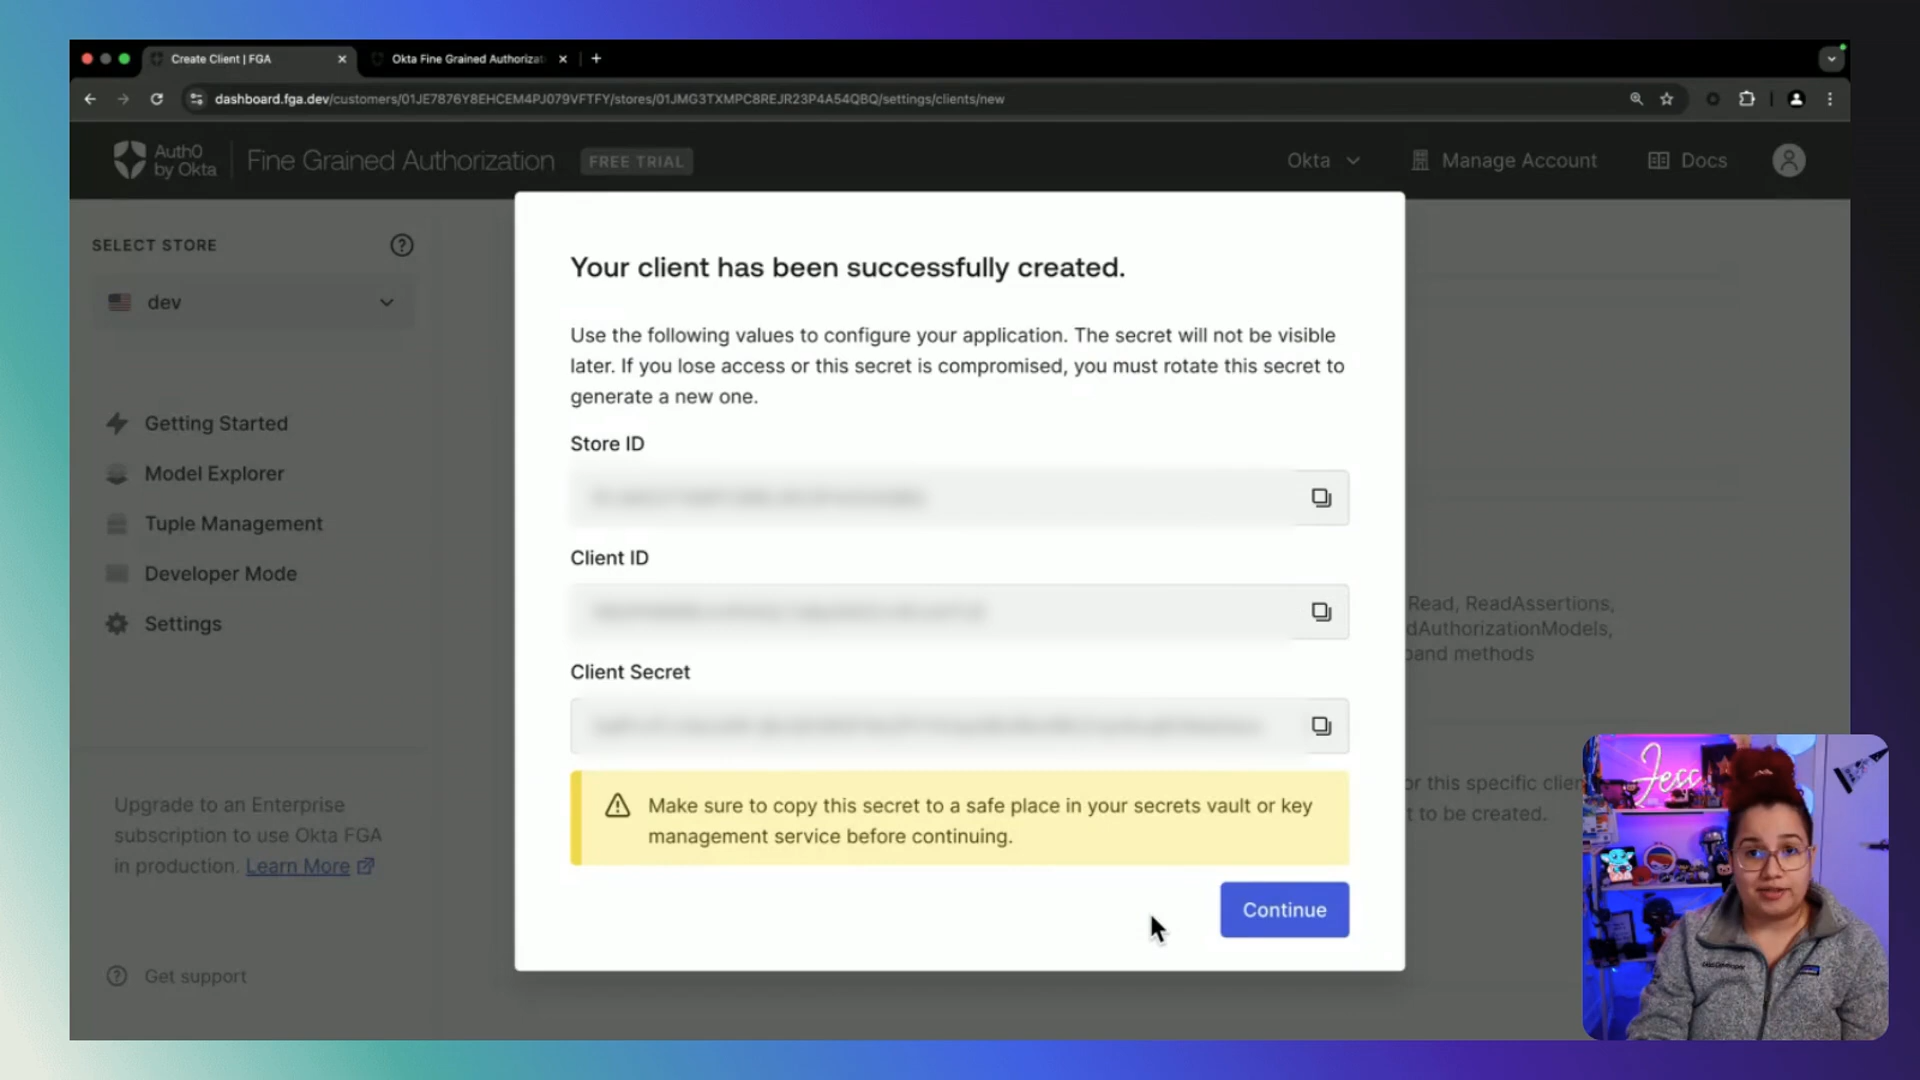 Create Client | FGA
Okta Fine Grained Authorizat
dashboard.fga.dev/customers/01JE7876Y8EHCEM4PJ079VFTFY/stores/01JMG3TXMPC8REJR23P4A54QBQ/settings/clients/new
Auth0
by Okta
Fine Grained Authorization
FREE TRIAL
Okta
Manage Account
Docs
SELECT STORE
dev
Getting Started
Model Explorer
Tuple Management
Developer Mode
Settings
Upgrade to an Enterprise
subscription to use Okta FGA
in production. Learn More
Get support
Your client has been successfully created.
Use the following values to configure your application. The secret will not be visible
later. If you lose access or this secret is compromised, you must rotate this secret to
generate a new one.
Store ID
Client ID
Client Secret
Make sure to copy this secret to a safe place in your secrets vault or key
management service before continuing.
Continue
Read, ReadAssertions,
dAuthorizationModels,
pand methods
or this specific clien
t to be created.
Jess